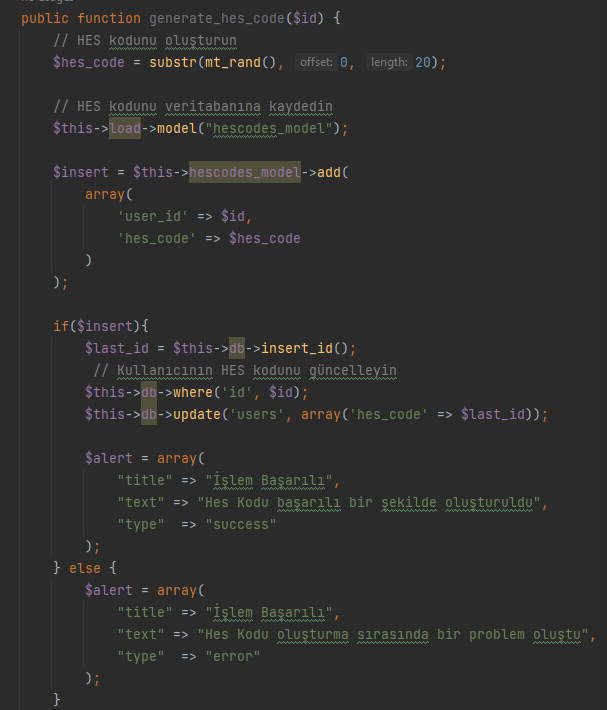 public function generate_hes_code($id) {
// HES kodunu oluşturun
$hes_code = substr(mt_rand(), offset: 0, length: 20);
// HES kodunu veritabanına kaydedin
$this->load->model("hescodes_model");
$insert = $this->hescodes_model->add(
array(
'user_id' => $id,
'hes_code' => $hes_code
)
);
if($insert){
$last_id = $this->db->insert_id();
// Kullanıcının HES kodunu güncelleyin
$this->db->where('id', $id);
$this->db->update('users', array('hes_code' => $last_id));
$alert = array(
"title" => "İşlem Başarılı",
"text" => "Hes Kodu başarılı bir şekilde oluşturuldu",
"type"  => "success"
);
} else {
$alert = array(
"title" => "İşlem Başarılı",
"text" => "Hes Kodu oluşturma sırasında bir problem oluştu",
"type"  => "error"
);
}